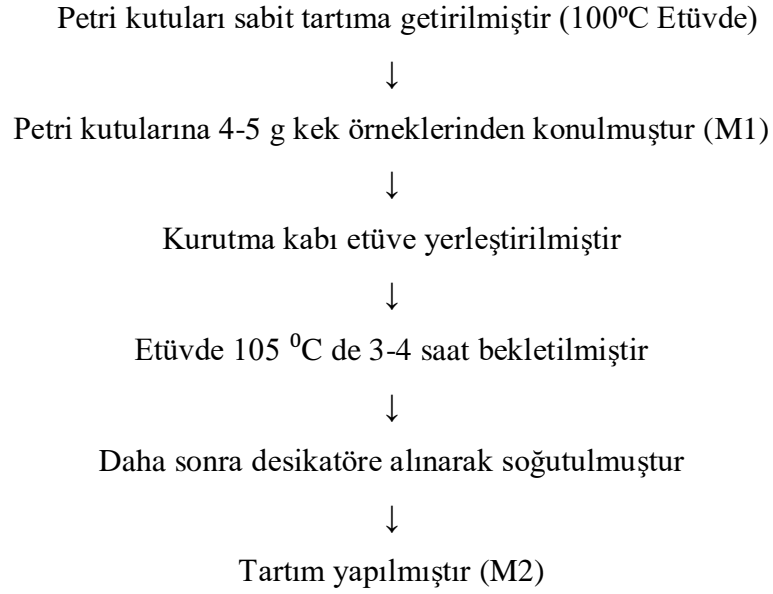 Petri kutuları sabit tartıma getirilmiştir (100⁰C Etüvde)
↓
Petri kutularına 4-5 g kek örneklerinden konulmuştur (M1)
↓
Kurutma kabı etüve yerleştirilmiştir
↓
Etüvde 105 ⁰C de 3-4 saat bekletilmiştir
↓
Daha sonra desikatöre alınarak soğutulmuştur
↓
Tartım yapılmıştır (M2)